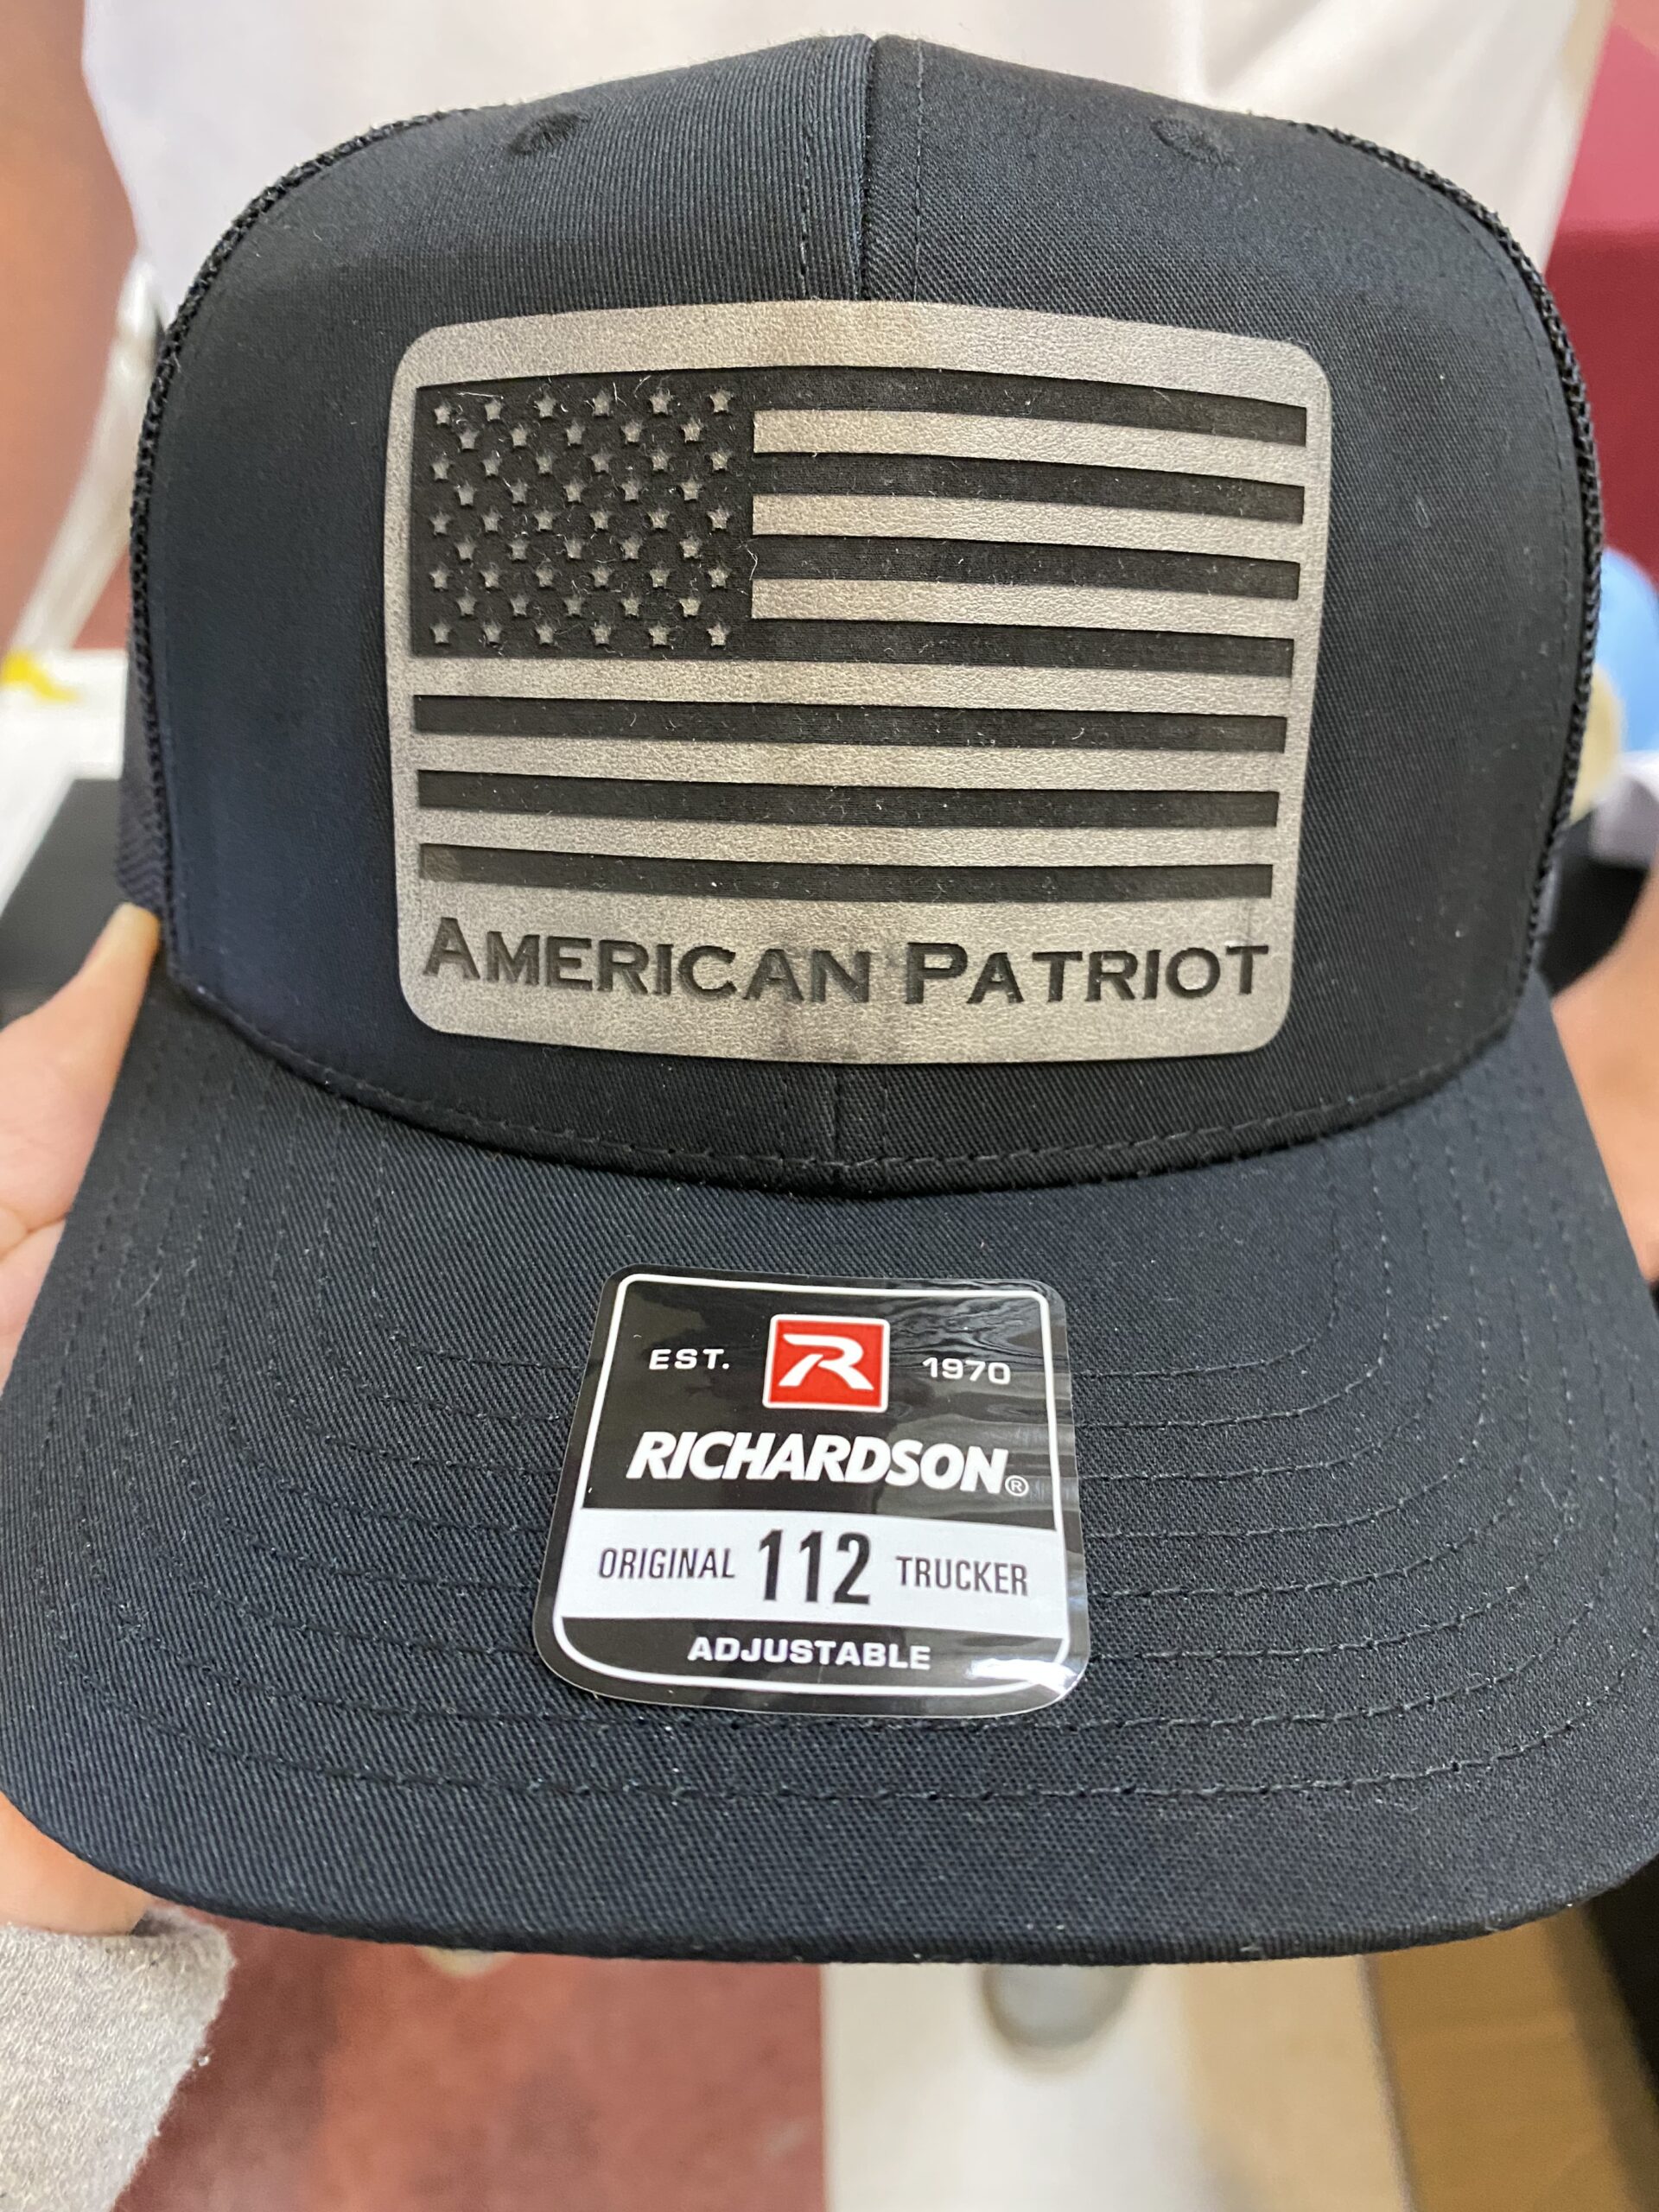 AMERICAN PATRIOT
EST. R 1970
RICHARDSON®
ORIGINAL 112 TRUCKER
ADJUSTABLE